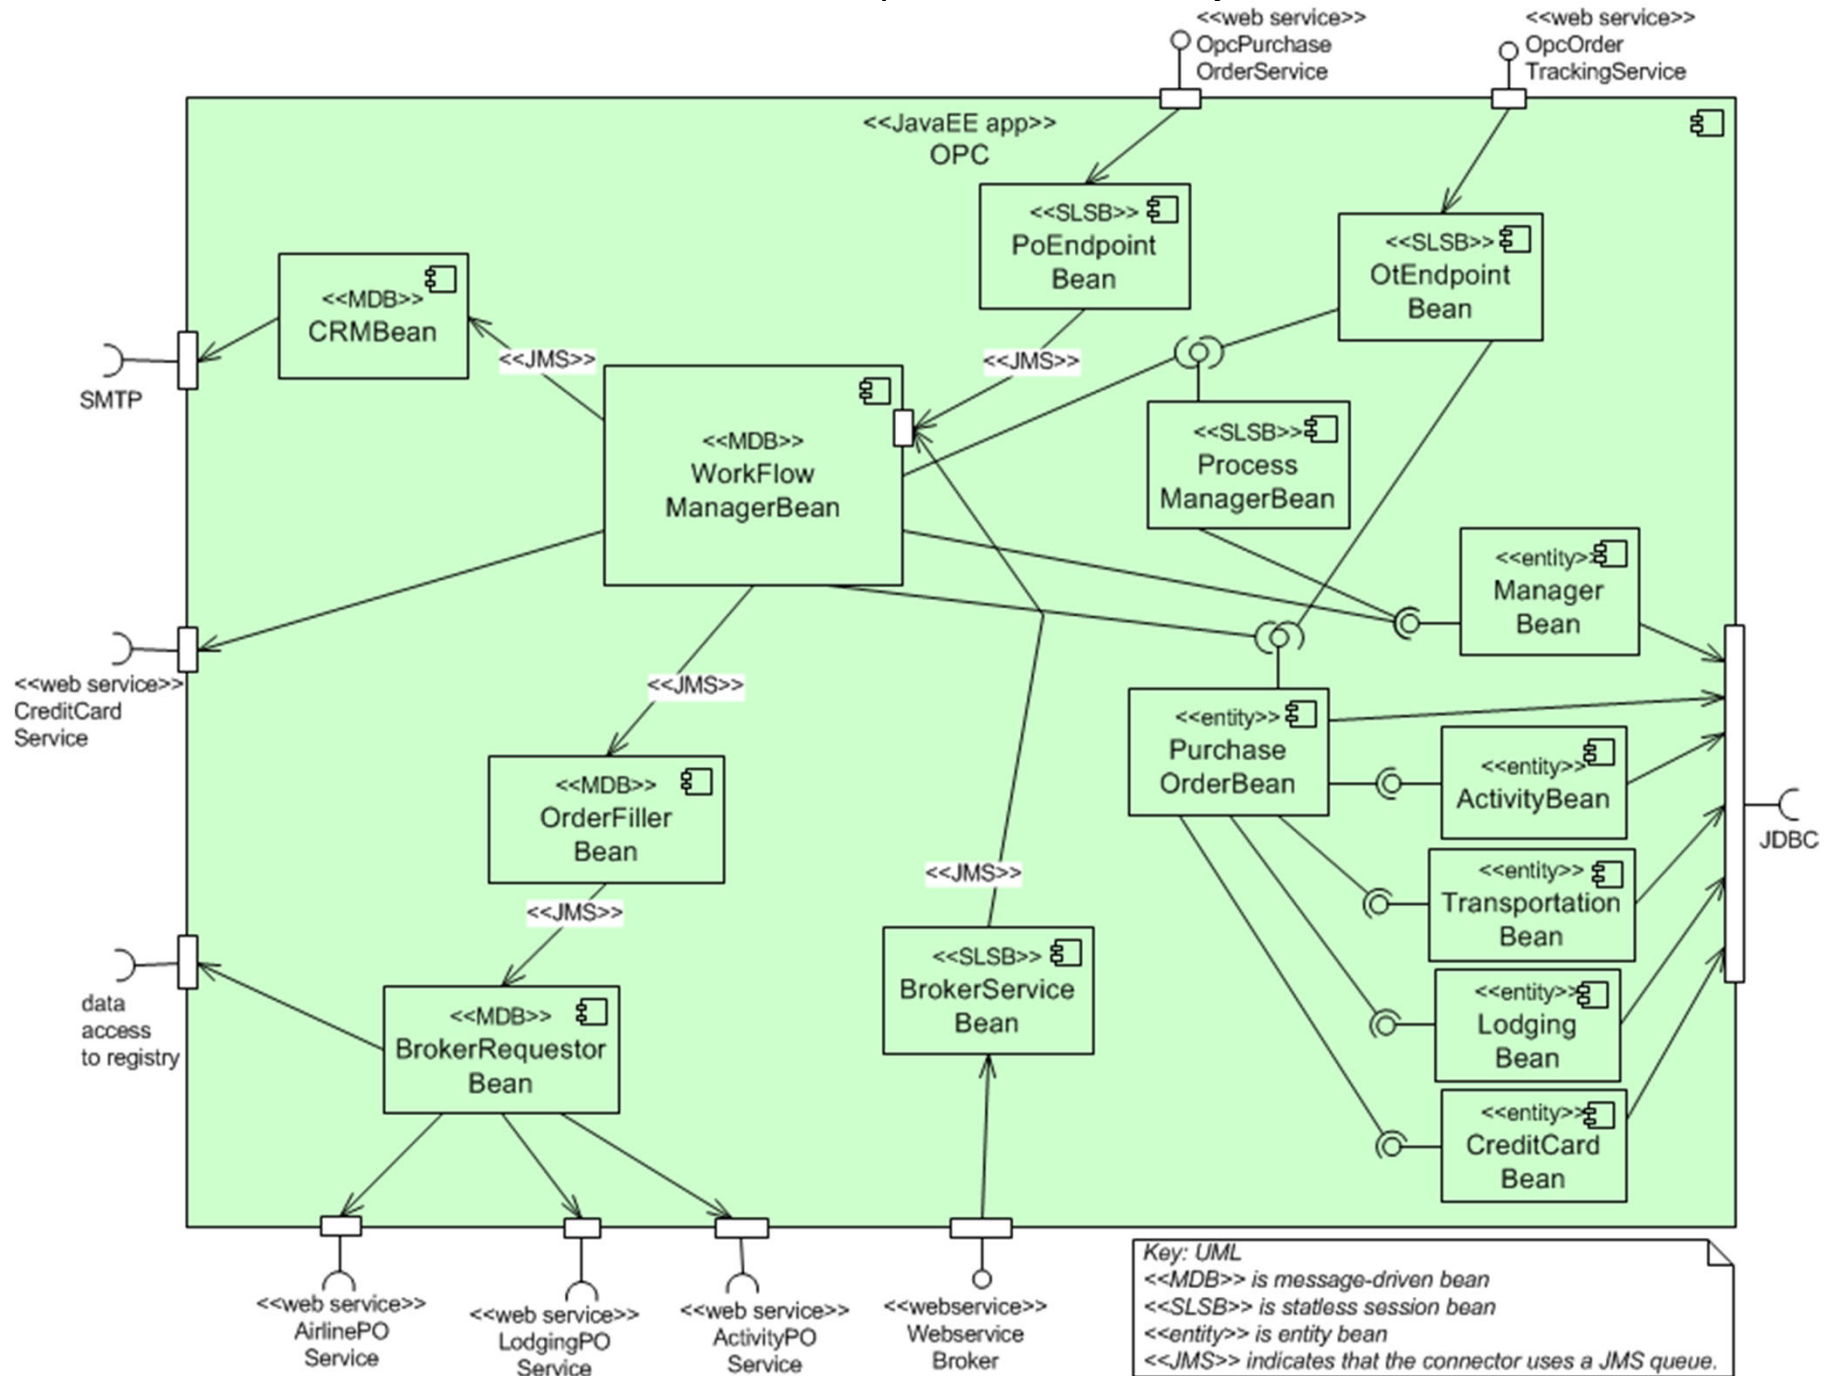 <<web service>>
OpcPurchase
OrderService
<<web service>>
OpcOrder
TrackingService
<<JavaEE app>>
OPC
<<SLSB>>
PoEndpoint
Bean
<<SLSB>>
OtEndpoint
Bean
<<MDB>>
CRMBean
<<JMS>>
<<JMS>>
SMTP
<<MDB>>
WorkFlow
ManagerBean
<<SLSB>>
Process
ManagerBean
<<entity>>
Manager
Bean
<<web service>>
CreditCard
Service
<<JMS>>
<<entity>>
Purchase
OrderBean
<<entity>>
ActivityBean
JDBC
<<MDB>>
OrderFiller
Bean
<<JMS>>
<<JMS>>
<<entity>>
Transportation
Bean
<<SLSB>>
BrokerService
Bean
<<entity>>
Lodging
Bean
data
access
to registry
<<MDB>>
BrokerRequestor
Bean
<<entity>>
CreditCard
Bean
<<web service>>
AirlinePO
Service
<<web service>>
LodgingPO
Service
<<web service>>
ActivityPO
Service
<<webservice>>
Webservice
Broker
Key: UML
<<MDB>> is message-driven bean
<<SLSB>> is statless session bean
<<entity>> is entity bean
<<JMS>> indicates that the connector uses a JMS queue.